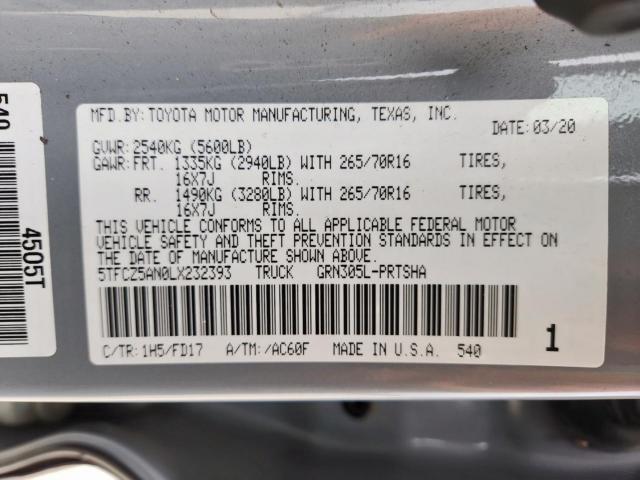 MFD.BY: TOYOTA MOTOR MANUFACTURING, TEXAS, INC.
DATE: 03/20
GVWR: 2540KG (5600LB)
GAWR: FRT. 1335KG (2940LB) WITH 265/70R16 TIRES,
16X7J RIMS.
RR. 1490KG (3280LB) WITH 265/70R16 TIRES,
16X7J RIMS.
THIS VEHICLE CONFORMS TO ALL APPLICABLE FEDERAL MOTOR
VEHICLE SAFETY AND THEFT PREVENTION STANDARDS IN EFFECT ON
THE DATE OF MANUFACTURE SHOWN ABOVE.
5TFCZ5AN0LX232393 TRUCK GRN305L-PRTSHA
C/TR: 1H5/FD17 A/TM: /AC60F MADE IN U.S.A. 540
1
540
4505T